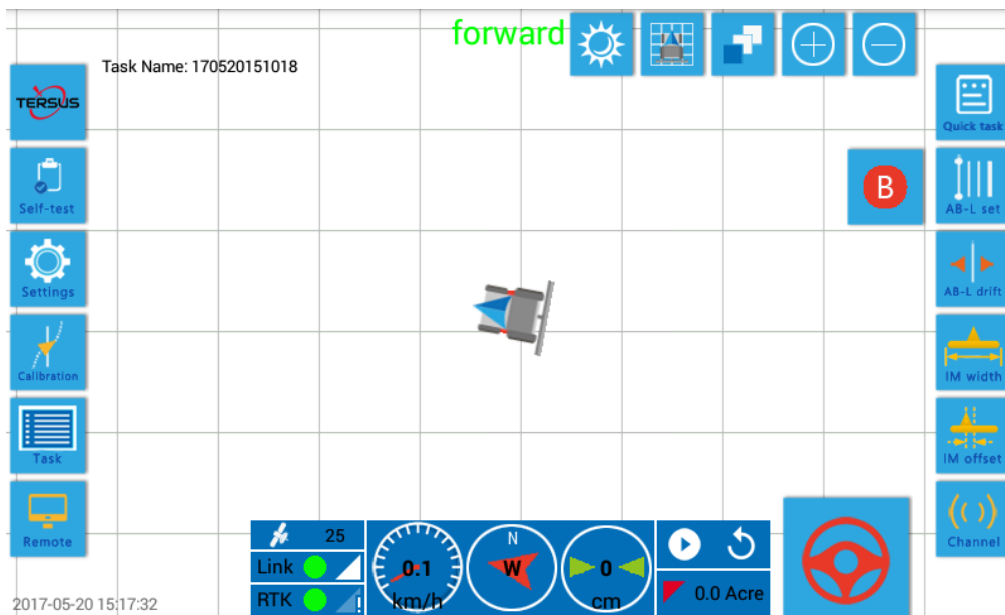 forward
Task Name: 170520151018
TERSUS
Quick task
Self-test
B
AB-L set
Settings
AB-L drift
Calibration
IM width
Task
IM offset
Remote
Channel
25
Link
RTK
0.1
km/h
N
W
0
cm
0.0 Acre
2017-05-20 15:17:32